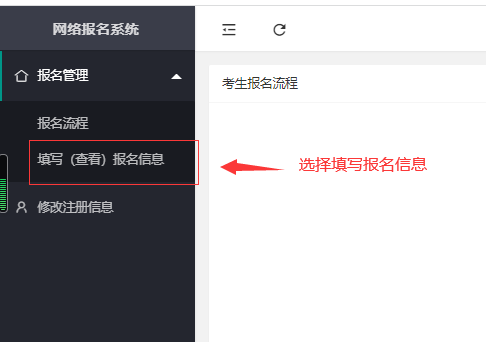 网络报名系统
报名管理
考生报名流程
报名流程
填写（查看）报名信息
选择填写报名信息
修改注册信息